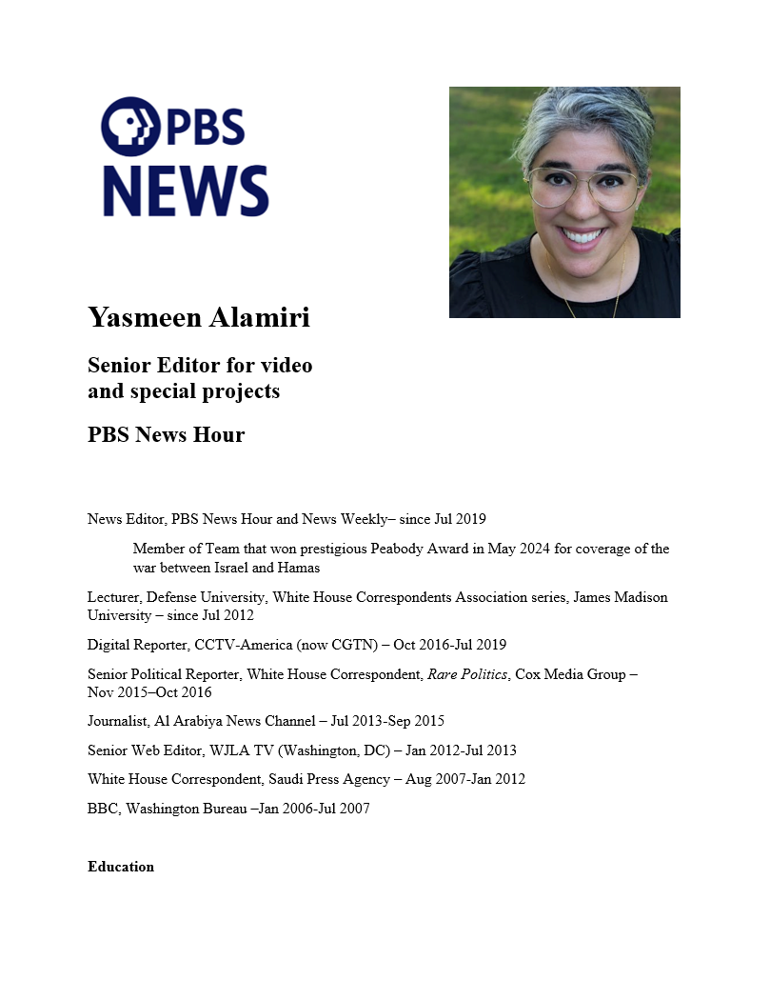 PBS
NEWS
Yasmeen Alamiri
Senior Editor for video
and special projects
PBS News Hour
News Editor, PBS News Hour and News Weekly– since Jul 2019
Member of Team that won prestigious Peabody Award in May 2024 for coverage of the
war between Israel and Hamas
Lecturer, Defense University, White House Correspondents Association series, James Madison
University – since Jul 2012
Digital Reporter, CCTV-America (now CGTN) – Oct 2016-Jul 2019
Senior Political Reporter, White House Correspondent, Rare Politics, Cox Media Group –
Nov 2015–Oct 2016
Journalist, Al Arabiya News Channel – Jul 2013-Sep 2015
Senior Web Editor, WJLA TV (Washington, DC) – Jan 2012-Jul 2013
White House Correspondent, Saudi Press Agency – Aug 2007-Jan 2012
BBC, Washington Bureau –Jan 2006-Jul 2007
Education